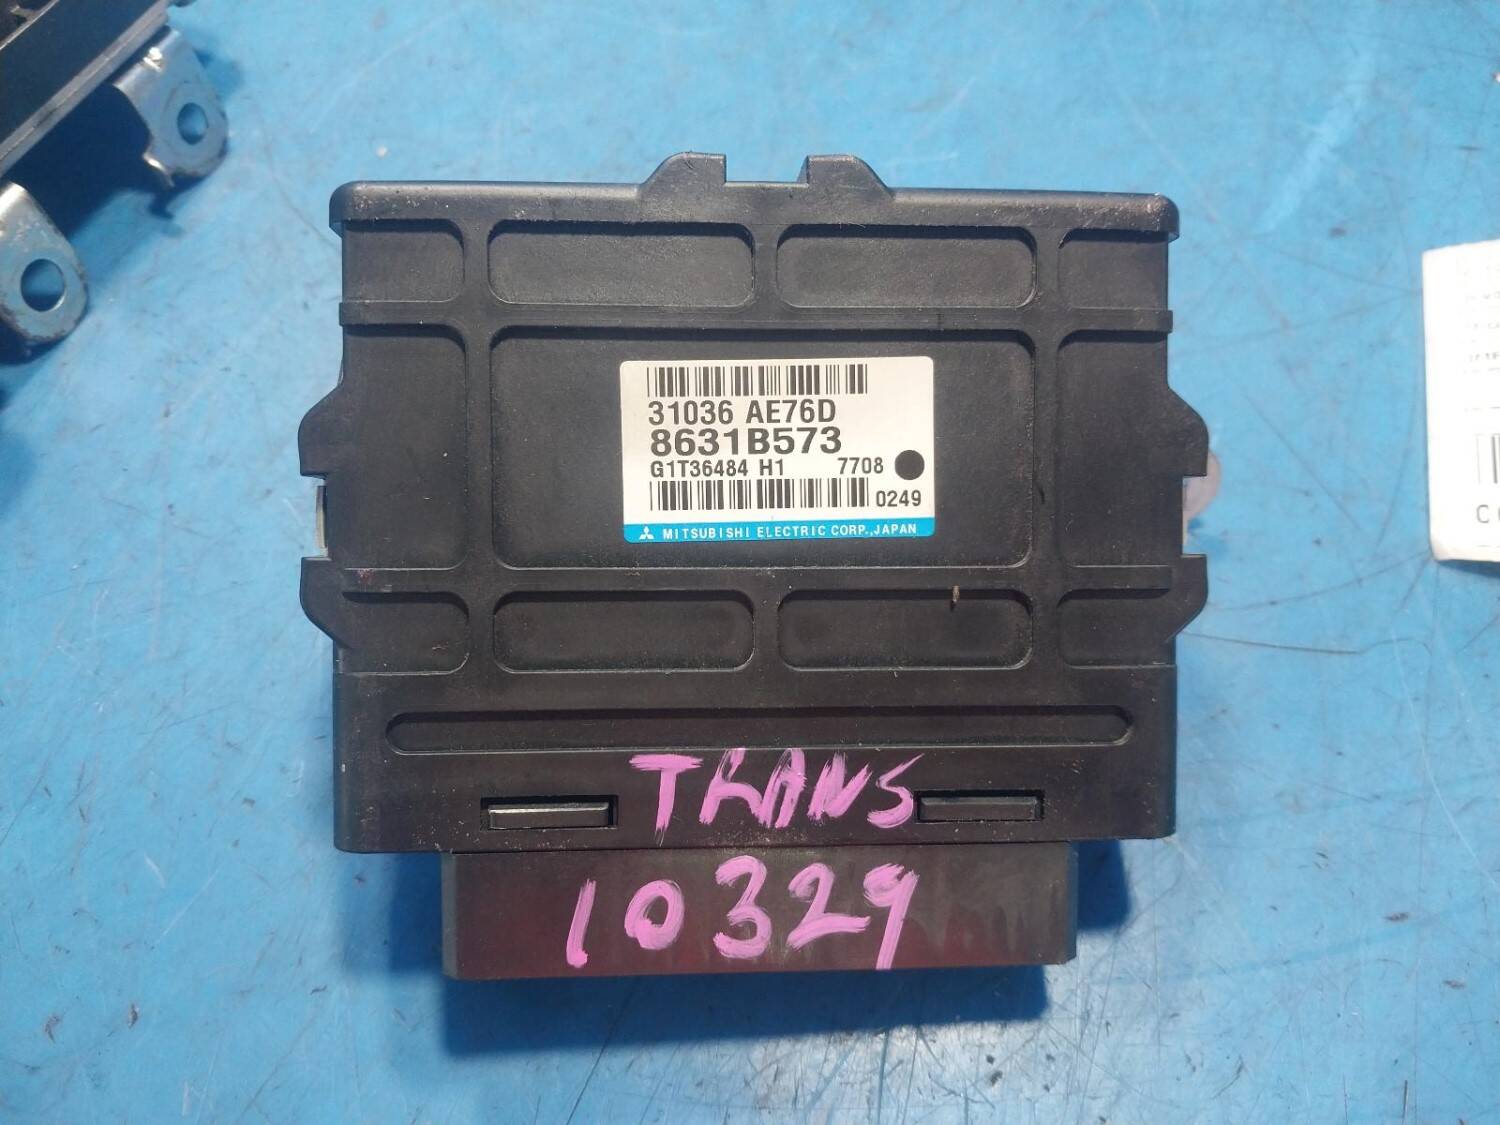 31036 AE76D
8631B573
G1T36484 H1 7708
0249
MITSUBISHI ELECTRIC CORP.,JAPAN
TRANS
10329